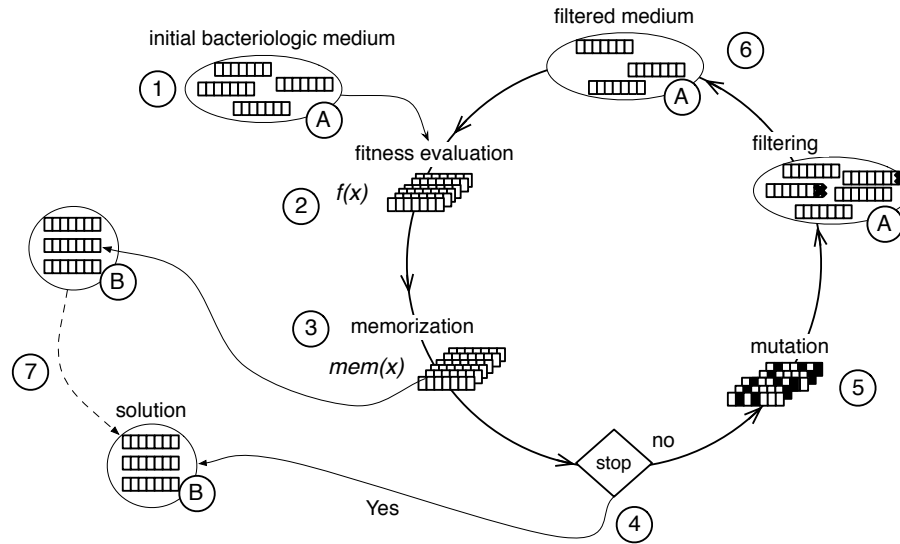 initial bacteriologic medium
1
A
filtered medium
6
A
fitness evaluation
2
f(x)
filtering
A
B
3
memorization
mem(x)
mutation
5
7
solution
B
stop
no
Yes
4